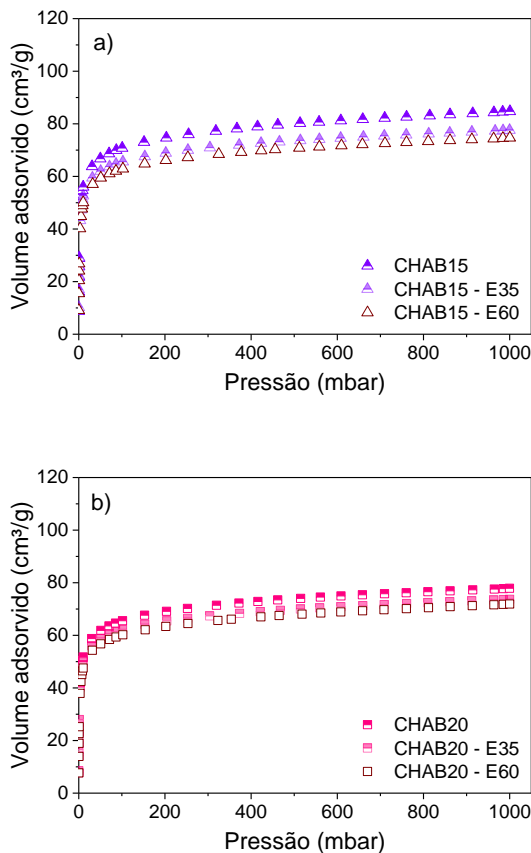 a)
120
100
80
60
40
20
0
Volume adsorvido (cm³/g)
CHAB15
CHAB15 - E35
CHAB15 - E60
0 200 400 600 800 1000
Pressão (mbar)
b)
120
100
80
60
40
20
0
Volume adsorvido (cm³/g)
CHAB20
CHAB20 - E35
CHAB20 - E60
0 200 400 600 800 1000
Pressão (mbar)